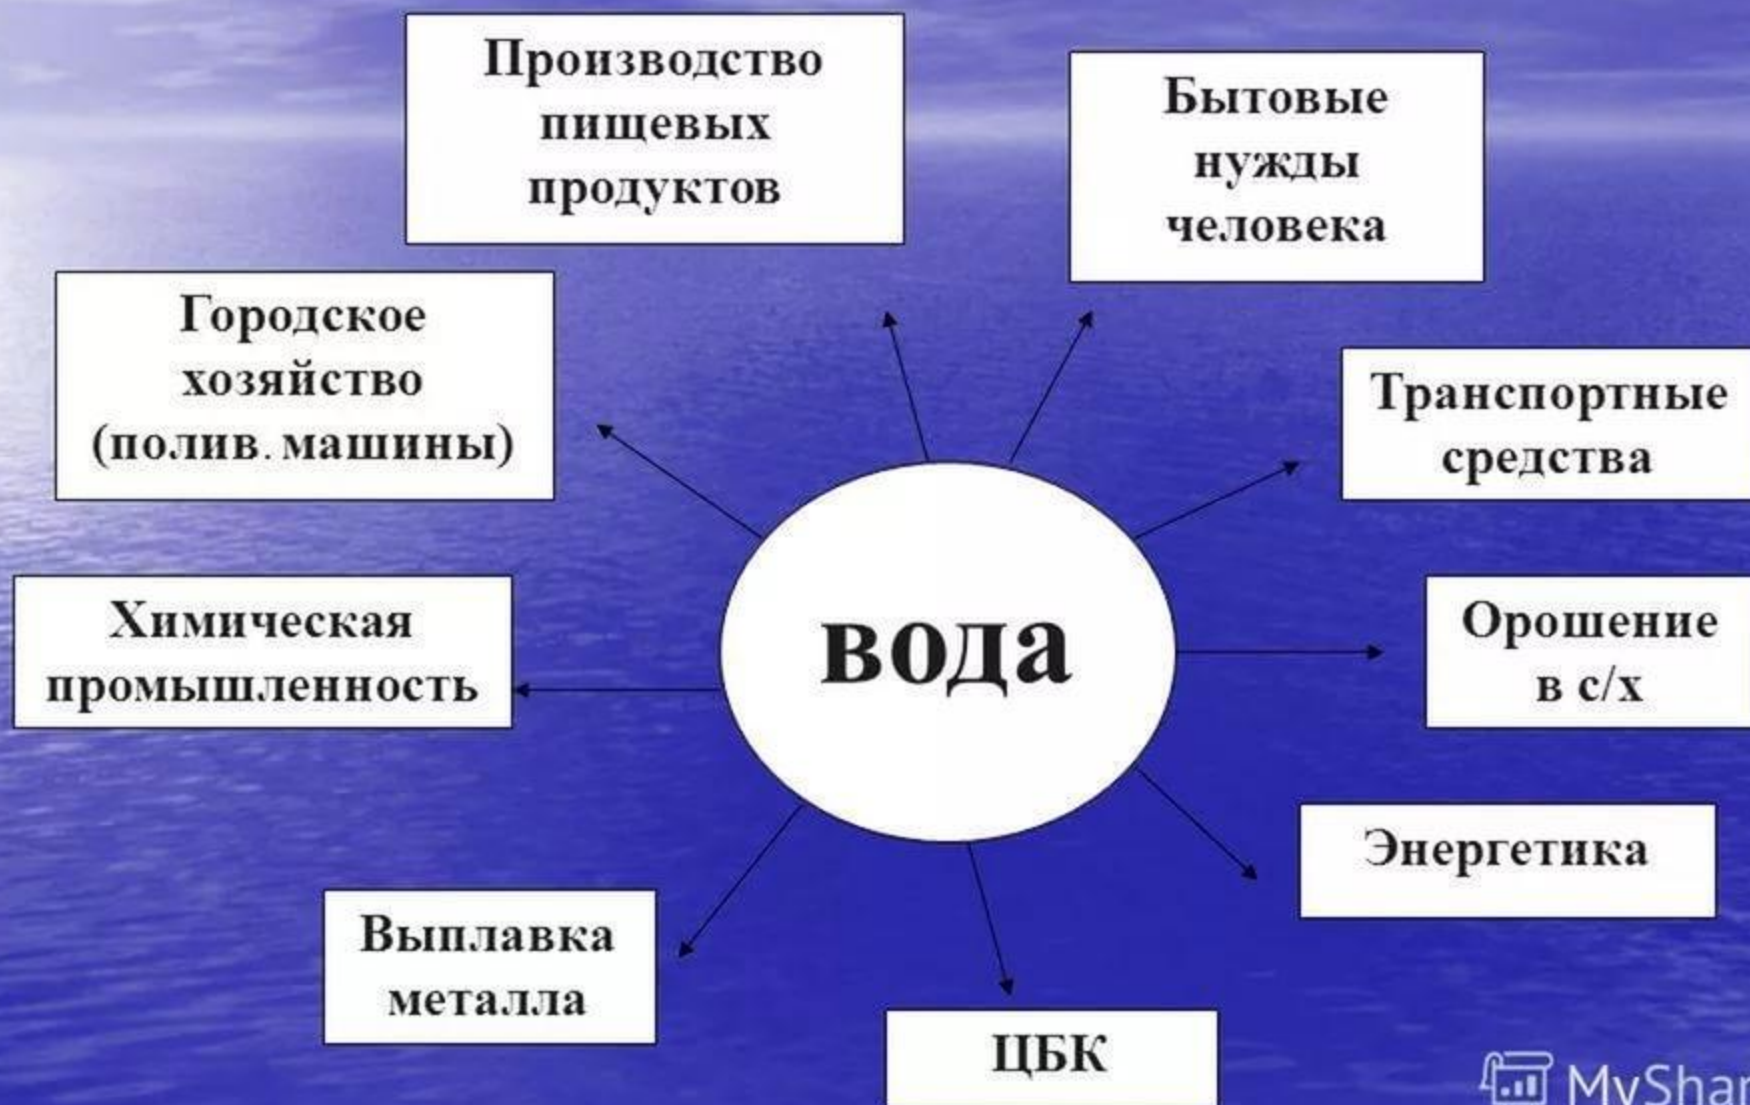 Производство
пищевых
продуктов
Бытовые
нужды
человека
Городское
хозяйство
(полив. машины)
Транспортные
средства
вода
Химическая
промышленность
Орошение
в с/х
Энергетика
Выплавка
металла
ЦБК
MyShar